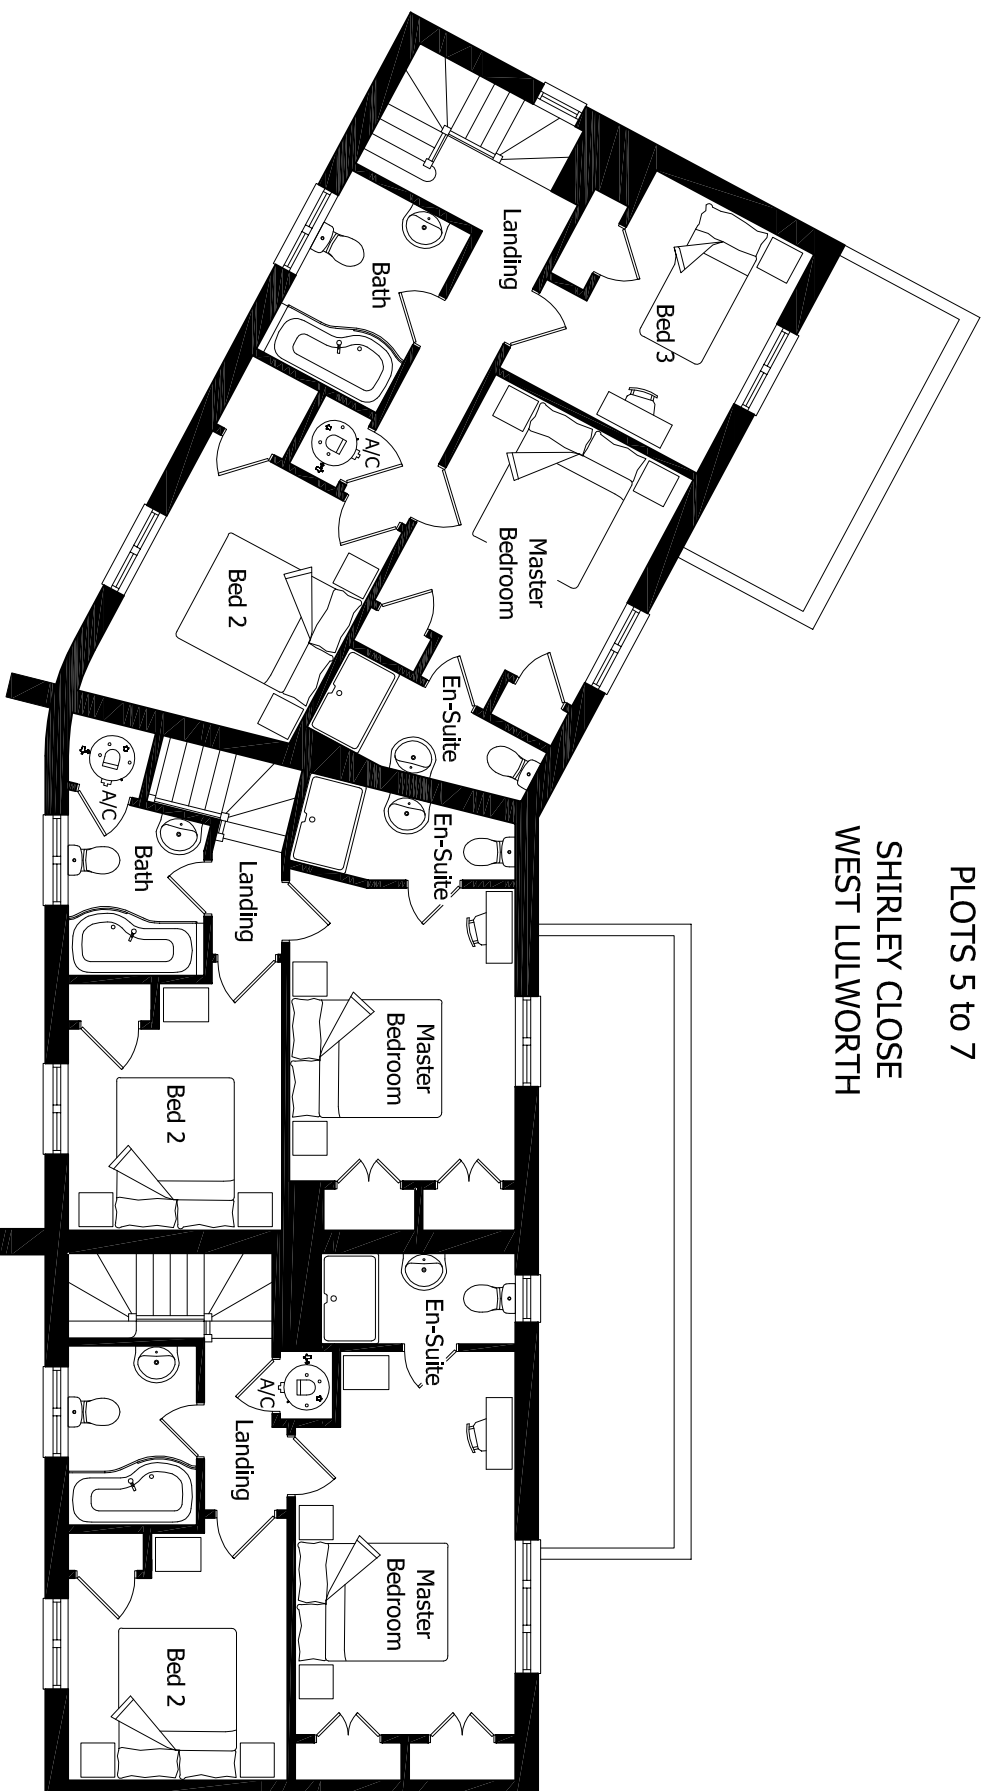 PLOTS 5 to 7
SHIRLEY CLOSE
WEST LULWORTH
Landing
Bed 3
Bath
A/C
Master
Bedroom
Bed 2
En-Suite
A/C
En-Suite
Bath
Landing
Master
Bedroom
Bed 2
En-Suite
A/C
Landing
Master
Bedroom
Bed 2